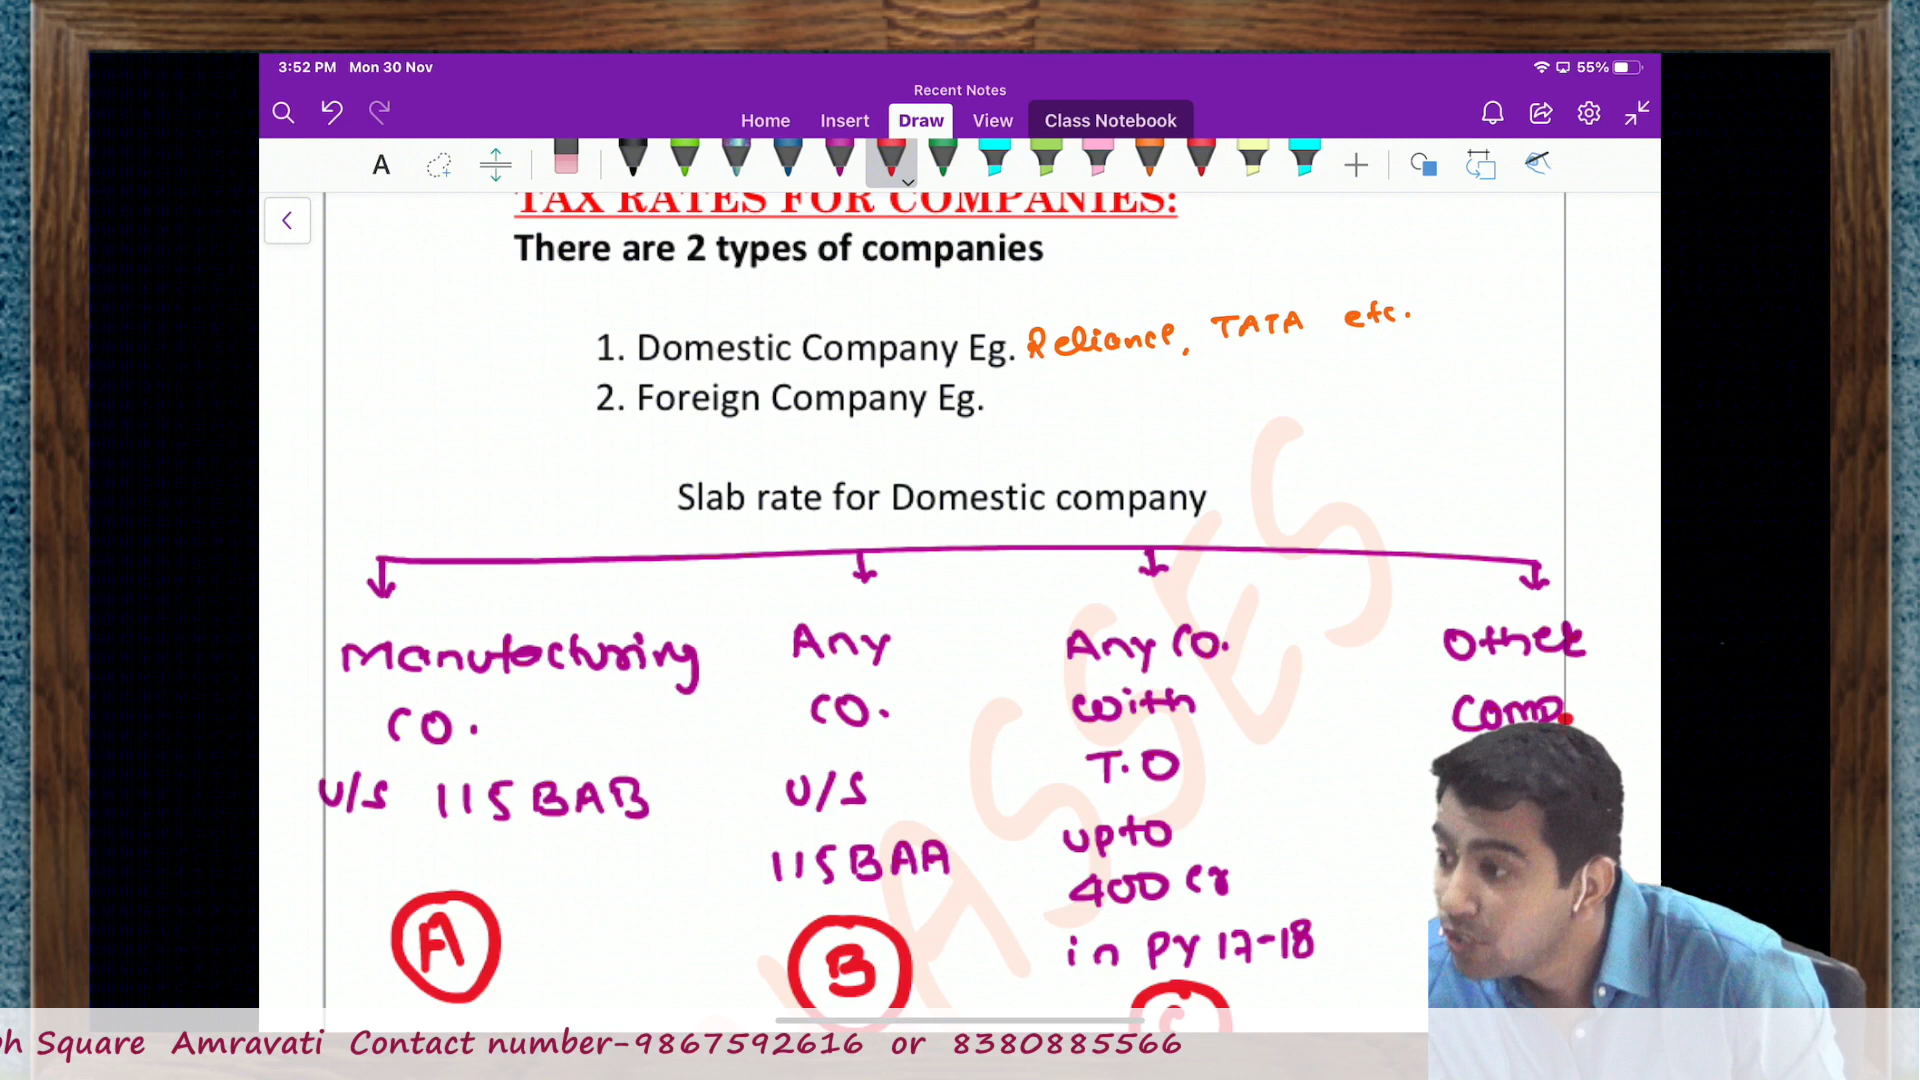 3:52 PM Mon 30 Nov
55%
Recent Notes
Home Insert Draw View Class Notebook
A
TAX RATES FOR COMPANIES:
There are 2 types of companies
1. Domestic Company Eg. Reliance, TATA etc.
2. Foreign Company Eg.
Slab rate for Domestic company
Manufacturing
CO.
U/S 115BAB
A
Any
CO.
U/S
115BAA
B
Any CO.
with
T.O
upto
400 Cr
in PY 17-18
C
Other
Comp.
ASSES
Square Amravati Contact number-9867592616 or 8380885566